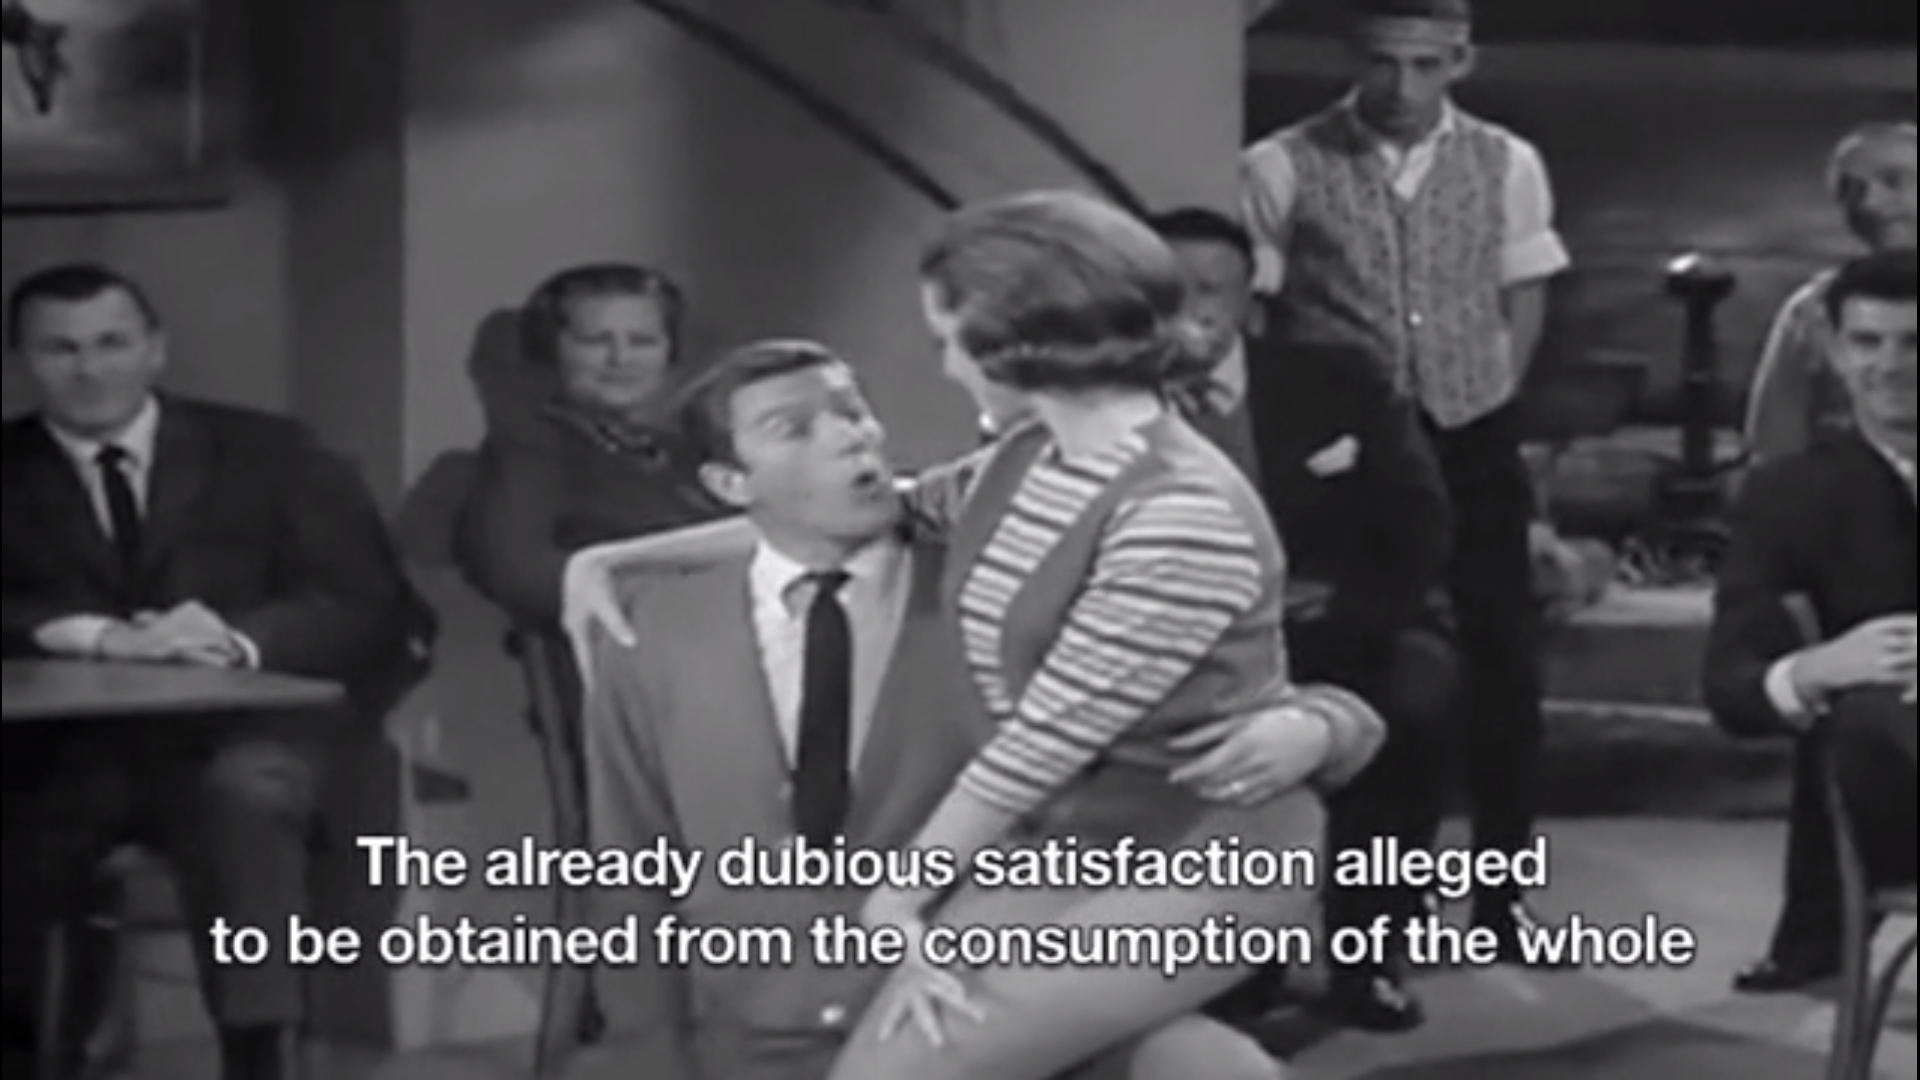 The already dubious satisfaction alleged
to be obtained from the consumption of the whole